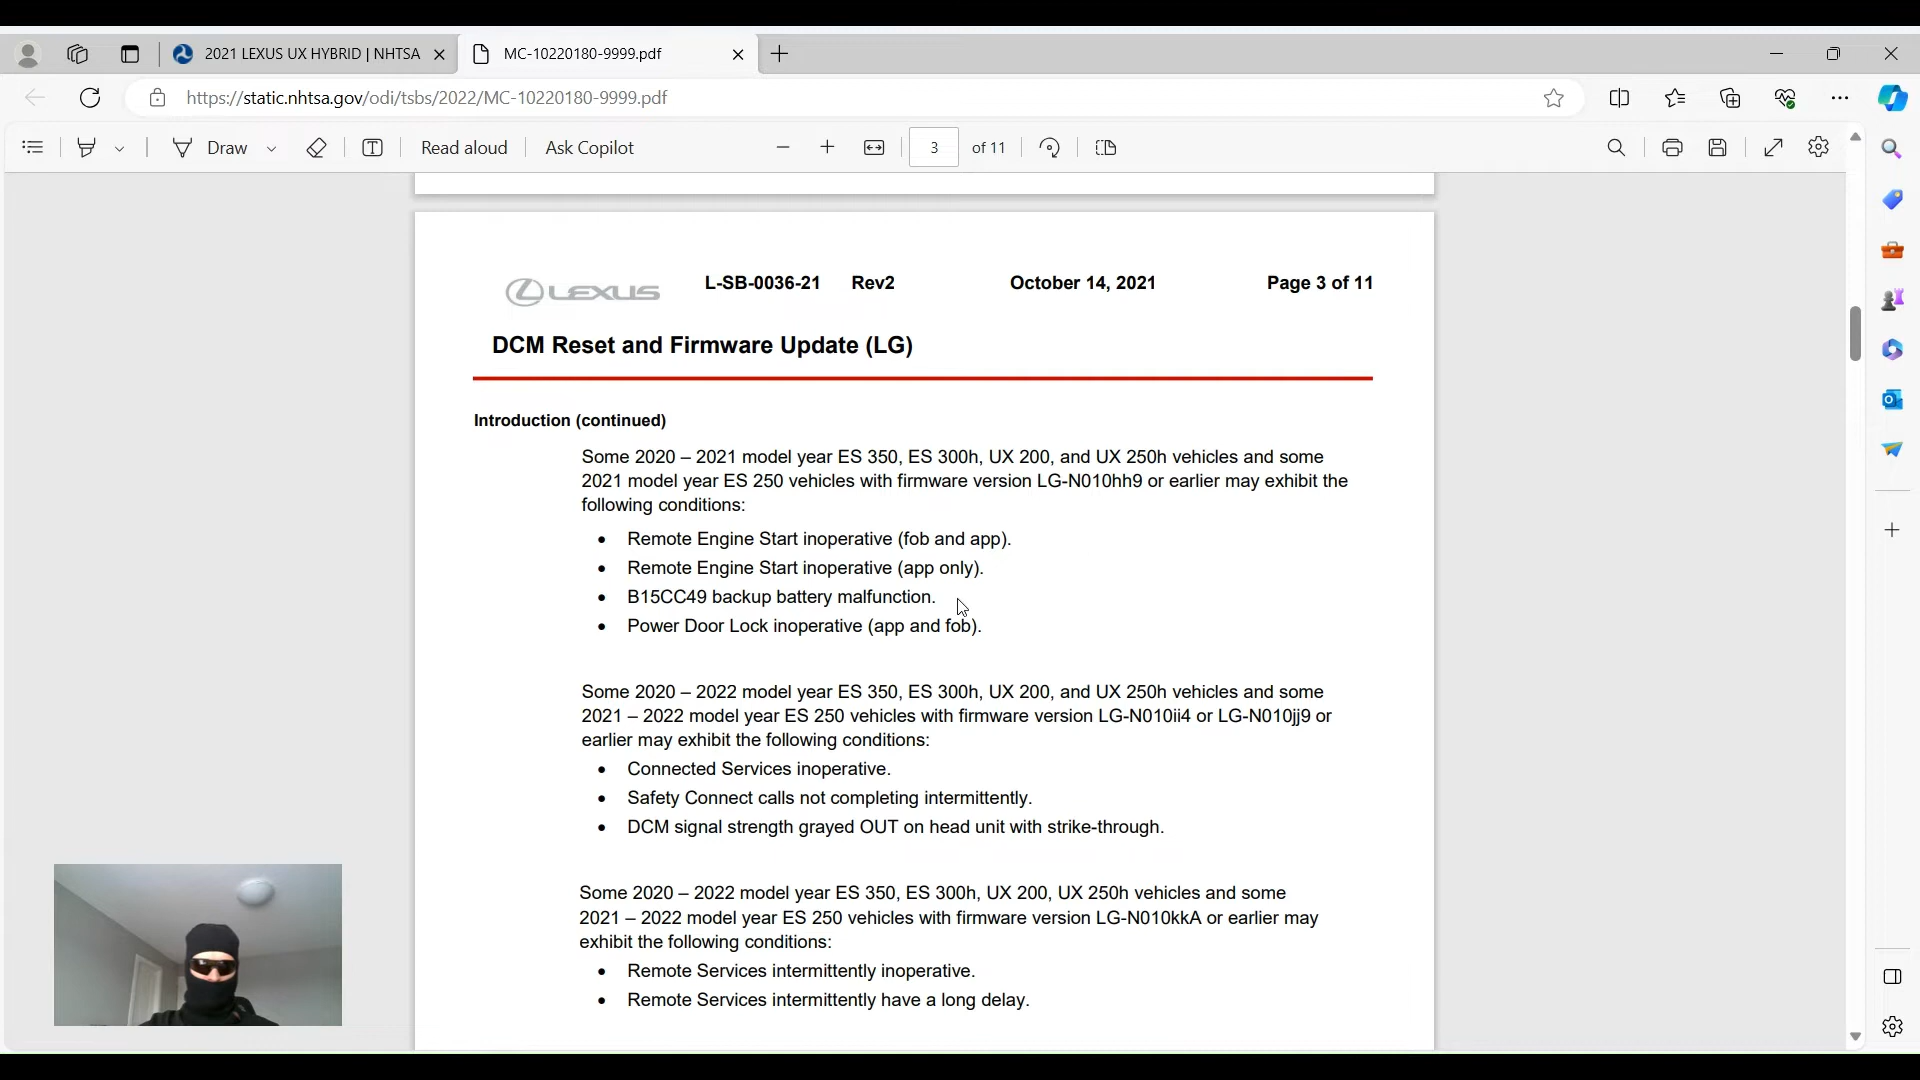 2021 LEXUS UX HYBRID | NHTSA
MC-10220180-9999.pdf
https://static.nhtsa.gov/odi/tsbs/2022/MC-10220180-9999.pdf
Draw
Read aloud
Ask Copilot
3 of 11
LEXUS L-SB-0036-21 Rev2 October 14, 2021 Page 3 of 11
DCM Reset and Firmware Update (LG)
Introduction (continued)
Some 2020 – 2021 model year ES 350, ES 300h, UX 200, and UX 250h vehicles and some
2021 model year ES 250 vehicles with firmware version LG-N010hh9 or earlier may exhibit the
following conditions:
• Remote Engine Start inoperative (fob and app).
• Remote Engine Start inoperative (app only).
• B15CC49 backup battery malfunction.
• Power Door Lock inoperative (app and fob).
Some 2020 – 2022 model year ES 350, ES 300h, UX 200, and UX 250h vehicles and some
2021 – 2022 model year ES 250 vehicles with firmware version LG-N010ii4 or LG-N010jj9 or
earlier may exhibit the following conditions:
• Connected Services inoperative.
• Safety Connect calls not completing intermittently.
• DCM signal strength grayed OUT on head unit with strike-through.
Some 2020 – 2022 model year ES 350, ES 300h, UX 200, UX 250h vehicles and some
2021 – 2022 model year ES 250 vehicles with firmware version LG-N010kkA or earlier may
exhibit the following conditions:
• Remote Services intermittently inoperative.
• Remote Services intermittently have a long delay.